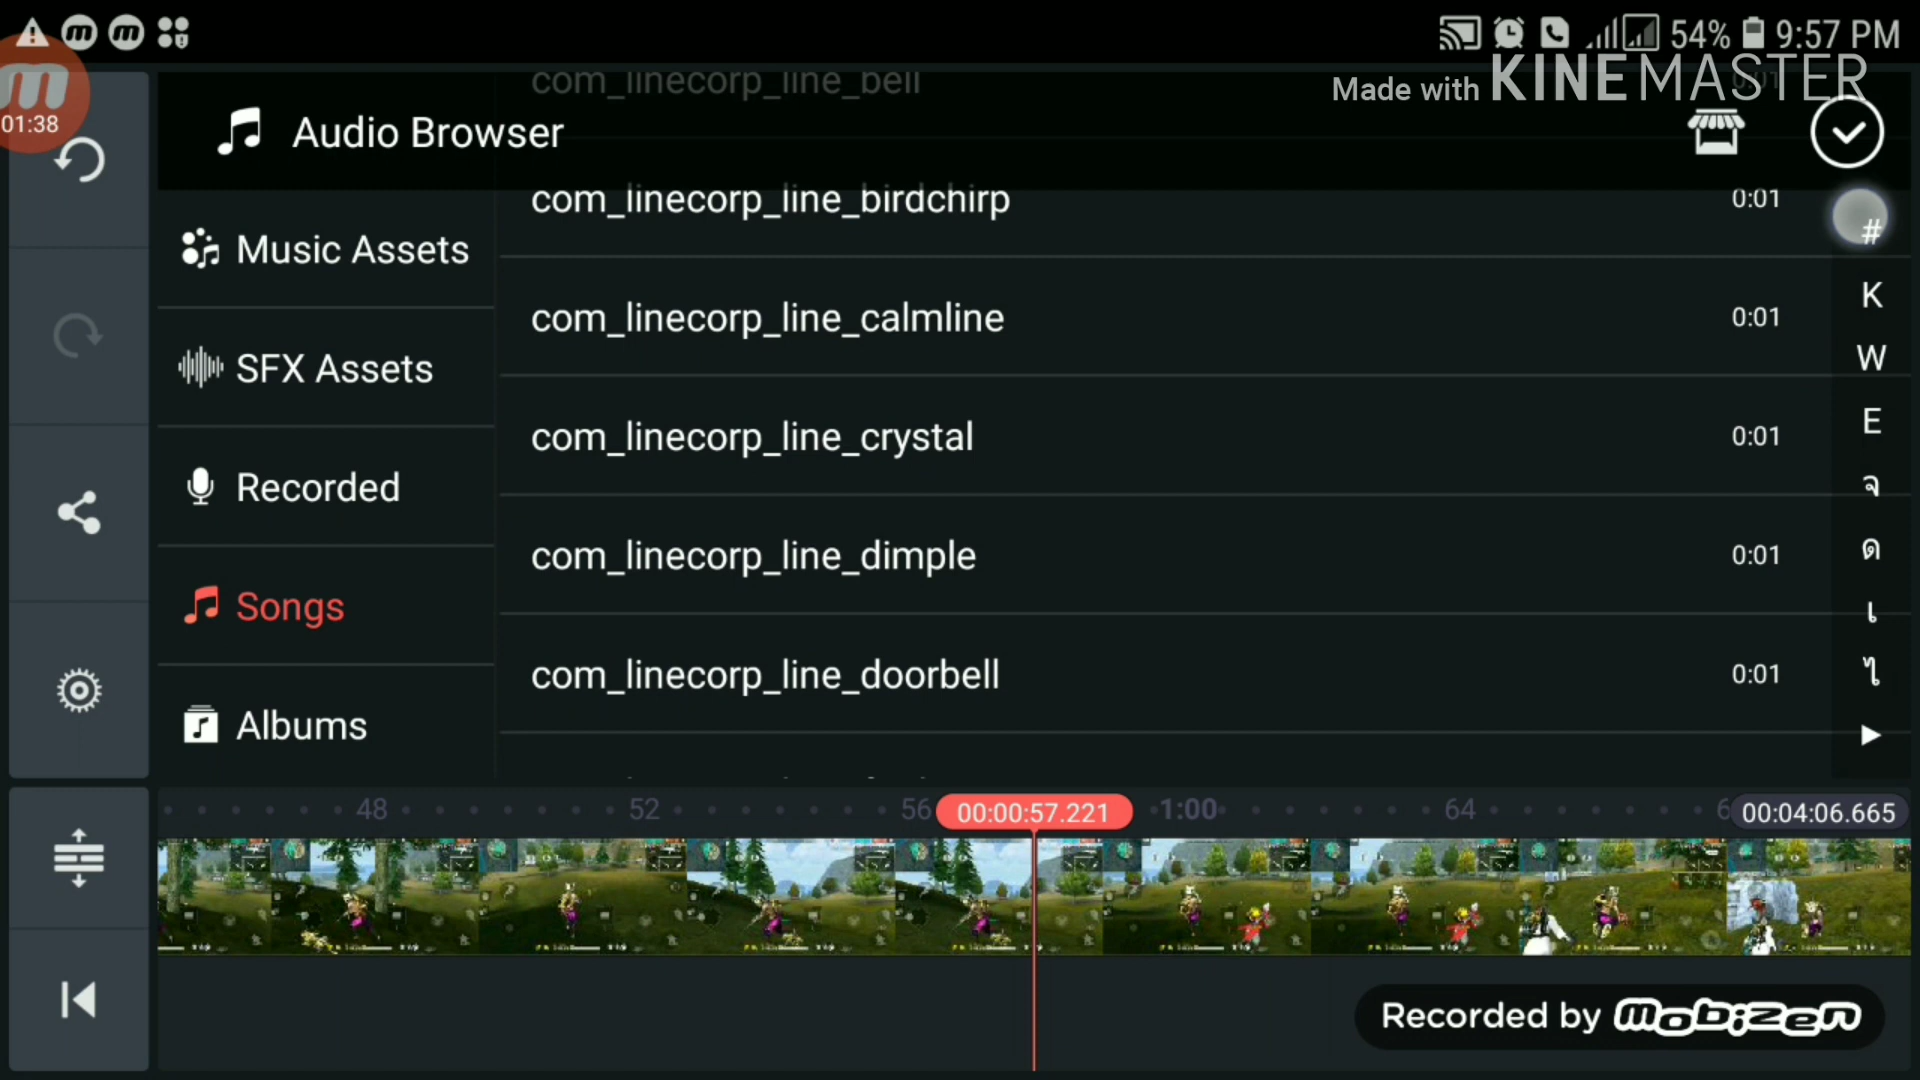 54% 9:57 PM
com_linecorp_line_bell
Made with KINEMASTER
01:38
Audio Browser
com_linecorp_line_birdchirp 0:01
#
Music Assets
K
com_linecorp_line_calmline 0:01
W
SFX Assets
E
com_linecorp_line_crystal 0:01
Recorded
จ
ด
com_linecorp_line_dimple 0:01
Songs
เ
com_linecorp_line_doorbell 0:01
ไ
Albums
48 52 56 00:00:57.221 1:00 64 00:04:06.665
Recorded by mobizen